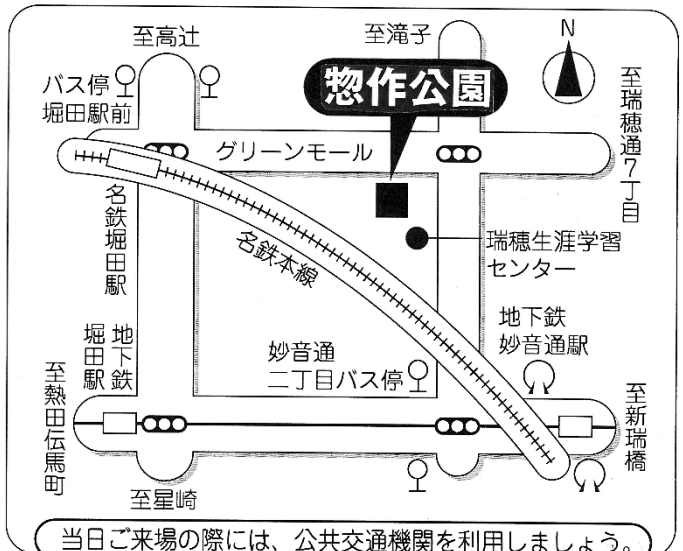 至高辻
至滝子
N
バス停
堀田駅前
惣作公園
至瑞穂通7丁目
グリーンモール
名鉄堀田駅
名鉄本線
瑞穂生涯学習
センター
地下鉄
堀田駅
妙音通
二丁目バス停
地下鉄
妙音通駅
至熱田伝馬町
至新瑞橋
至星崎
当日ご来場の際には、公共交通機関を利用しましょう。